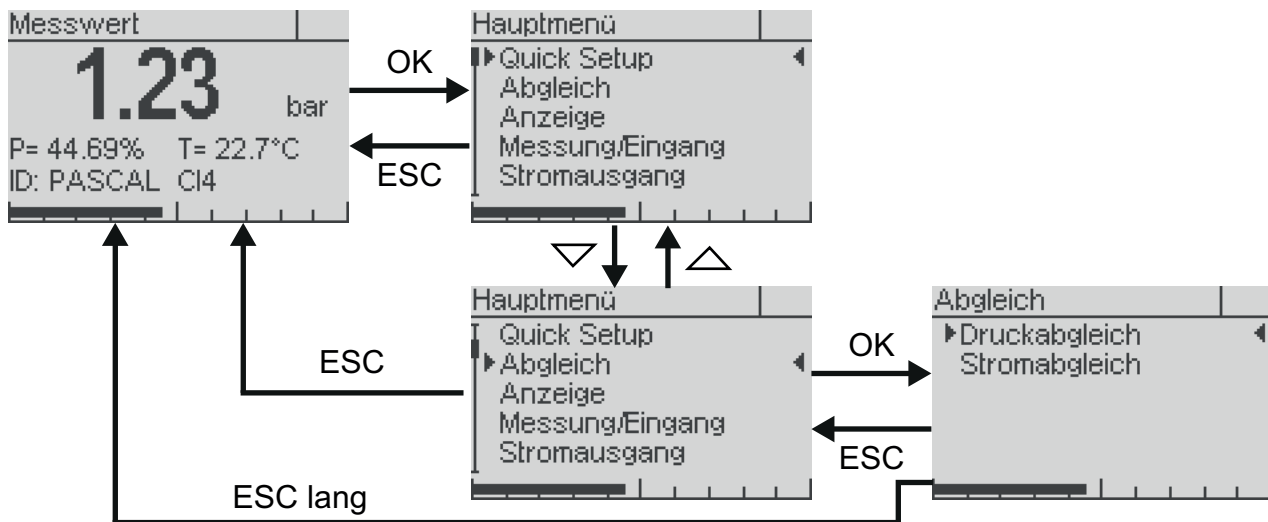 Messwert
1.23 bar
P= 44.69% T= 22.7°C
ID: PASCAL CI4
OK
ESC
Hauptmenü
Quick Setup
Abgleich
Anzeige
Messung/Eingang
Stromausgang
Hauptmenü
Quick Setup
Abgleich
Anzeige
Messung/Eingang
Stromausgang
ESC
OK
ESC
Abgleich
Druckabgleich
Stromabgleich
ESC lang